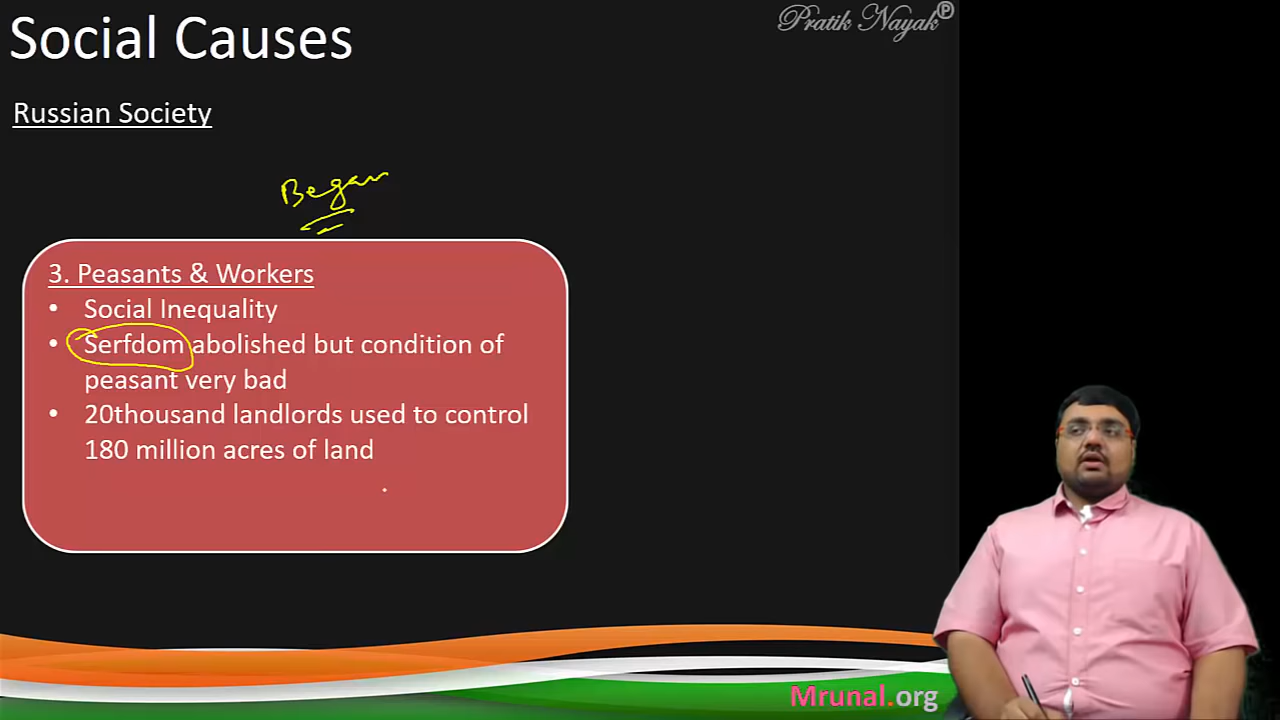 Pratik Nayak ℗
Social Causes
Russian Society
Begar
3. Peasants & Workers
• Social Inequality
• Serfdom abolished but condition of
peasant very bad
• 20thousand landlords used to control
180 million acres of land
Mrunal.org